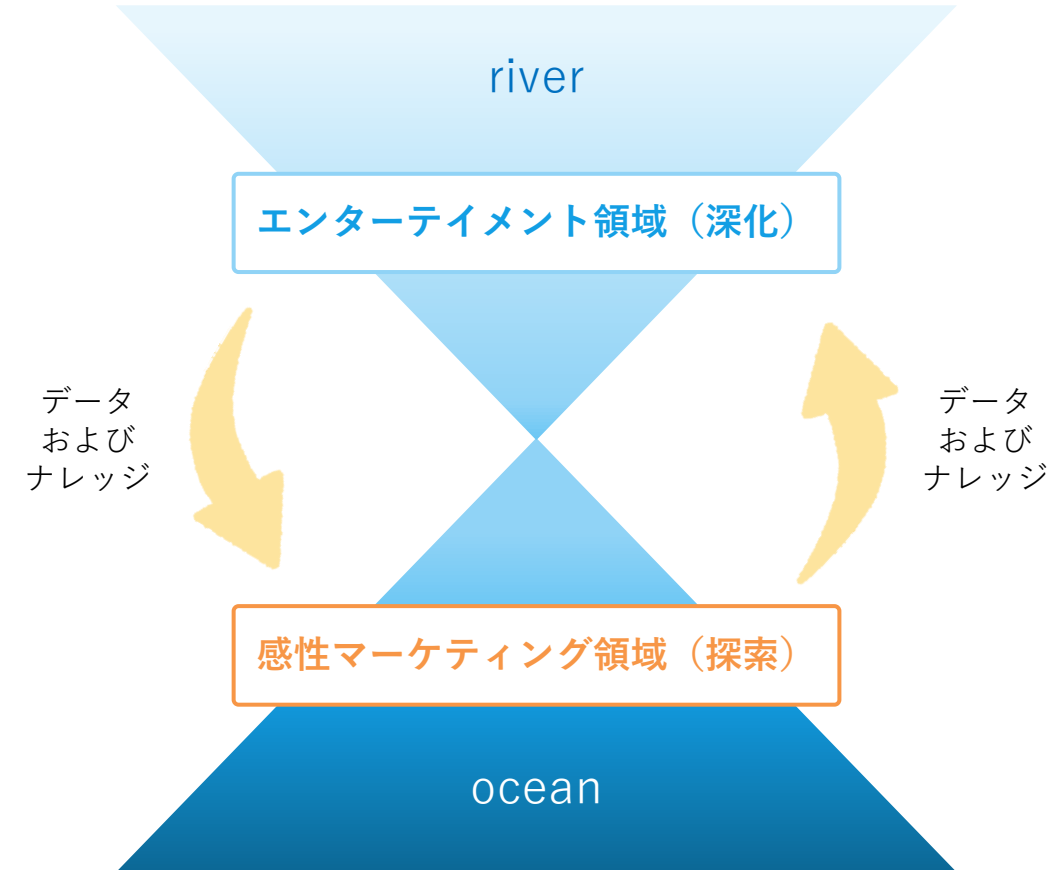 river
エンターテイメント領域（深化）
データ
および
ナレッジ
データ
および
ナレッジ
感性マーケティング領域（探索）
ocean